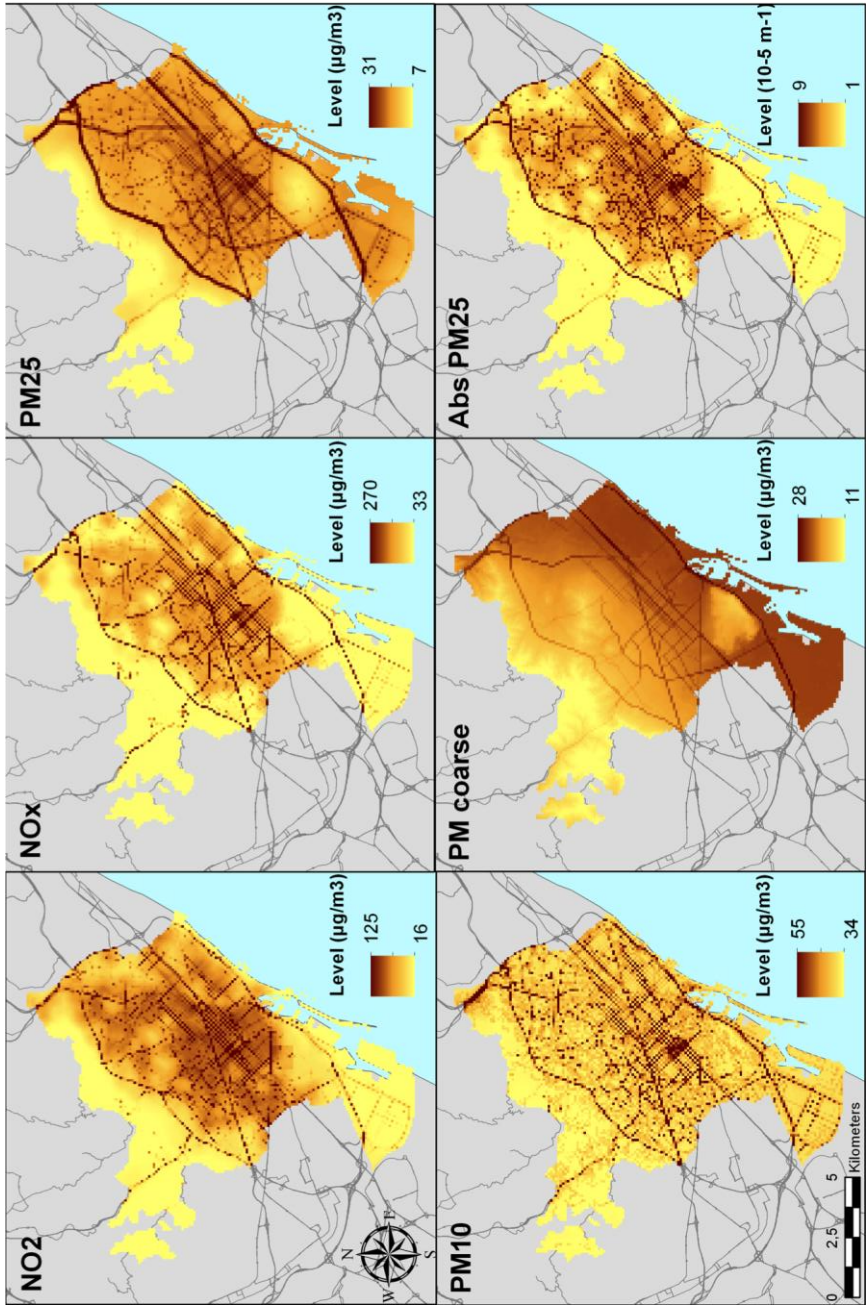 NO2
Level (µg/m3)
125
16
N
W
E
S
NOx
Level (µg/m3)
270
33
PM25
Level (µg/m3)
31
7
PM10
Level (µg/m3)
55
34
0
2.5
5
Kilometers
PM coarse
Level (µg/m3)
28
11
Abs PM25
Level (10-5 m-1)
9
1